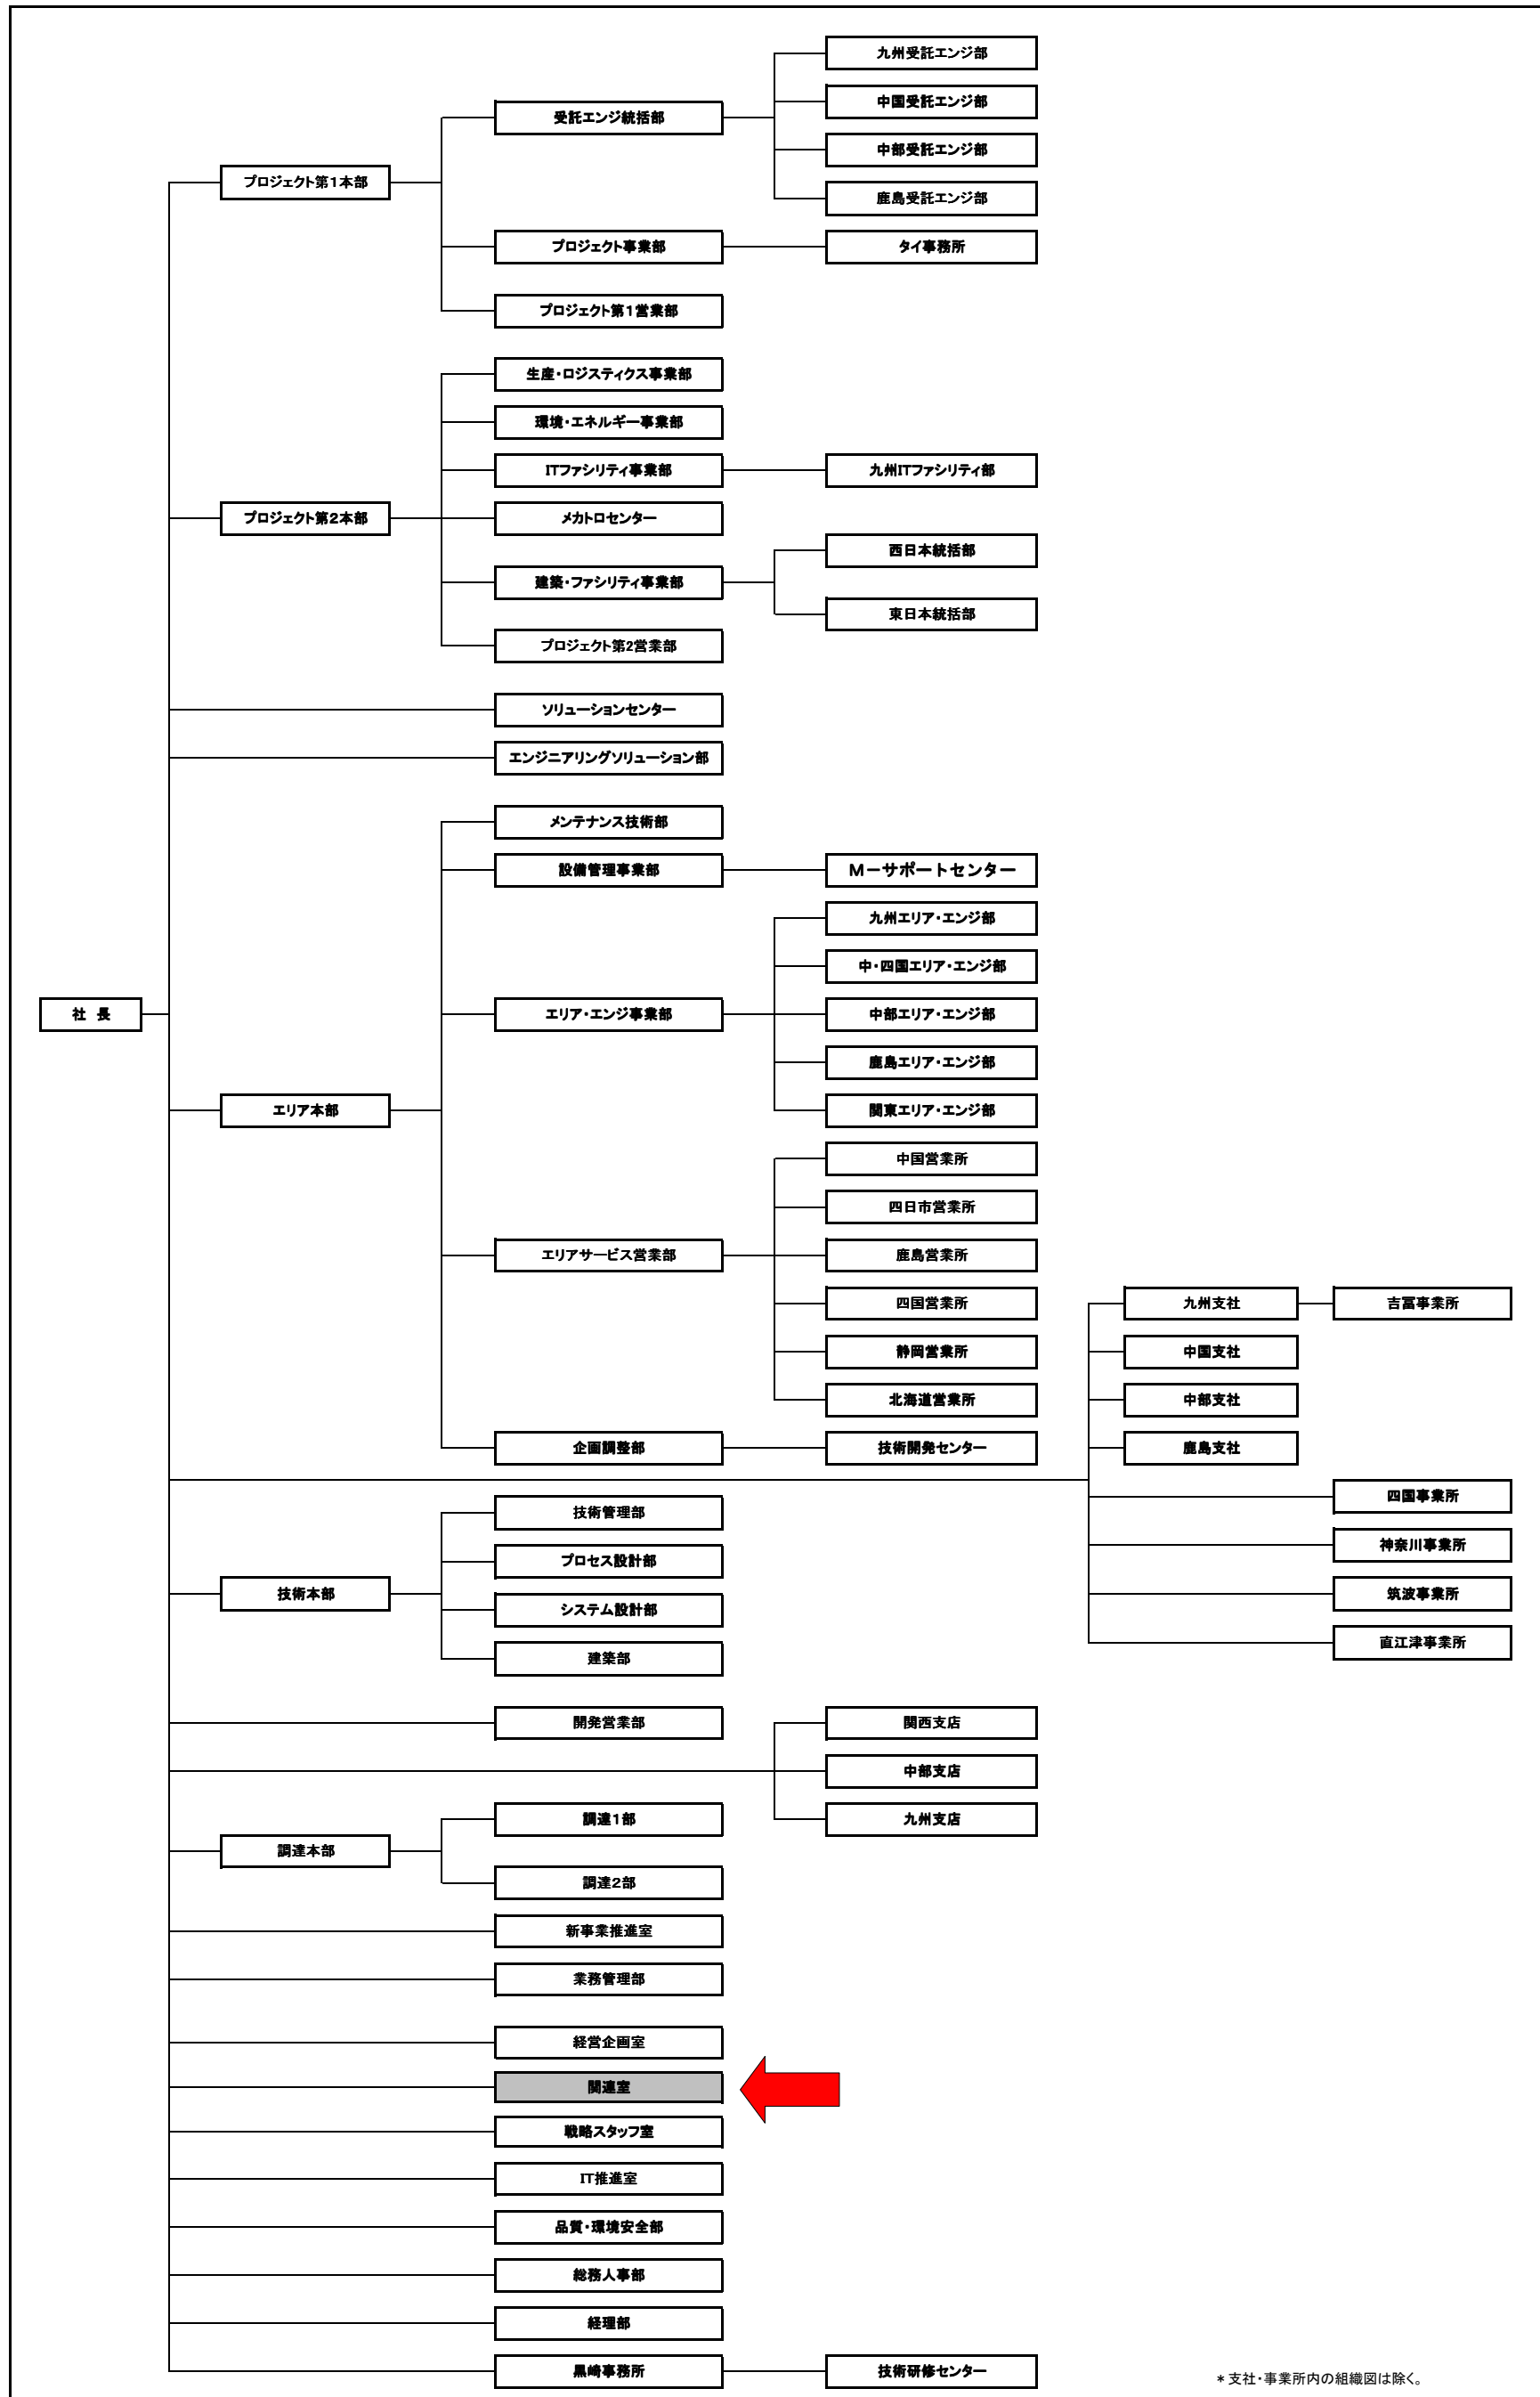 九州受託エンジ部
中国受託エンジ部
受託エンジ統括部
中部受託エンジ部
プロジェクト第1本部
鹿島受託エンジ部
プロジェクト事業部
タイ事務所
プロジェクト第1営業部
生産・ロジスティクス事業部
環境・エネルギー事業部
ITファシリティ事業部
九州ITファシリティ部
プロジェクト第2本部
メカトロセンター
西日本統括部
建築・ファシリティ事業部
東日本統括部
プロジェクト第2営業部
ソリューションセンター
エンジニアリングソリューション部
メンテナンス技術部
設備管理事業部
M－サポートセンター
九州エリア・エンジ部
中・四国エリア・エンジ部
社 長
エリア・エンジ事業部
中部エリア・エンジ部
鹿島エリア・エンジ部
エリア本部
関東エリア・エンジ部
中国営業所
四日市営業所
エリアサービス営業部
鹿島営業所
四国営業所
九州支社
吉冨事業所
静岡営業所
中国支社
北海道営業所
中部支社
企画調整部
技術開発センター
鹿島支社
四国事業所
技術管理部
神奈川事業所
プロセス設計部
技術本部
筑波事業所
システム設計部
直江津事業所
建築部
開発営業部
関西支店
中部支店
調達1部
九州支店
調達本部
調達2部
新事業推進室
業務管理部
経営企画室
関連室
戦略スタッフ室
IT推進室
品質・環境安全部
総務人事部
経理部
黒崎事務所
技術研修センター
＊支社・事業所内の組織図は除く。